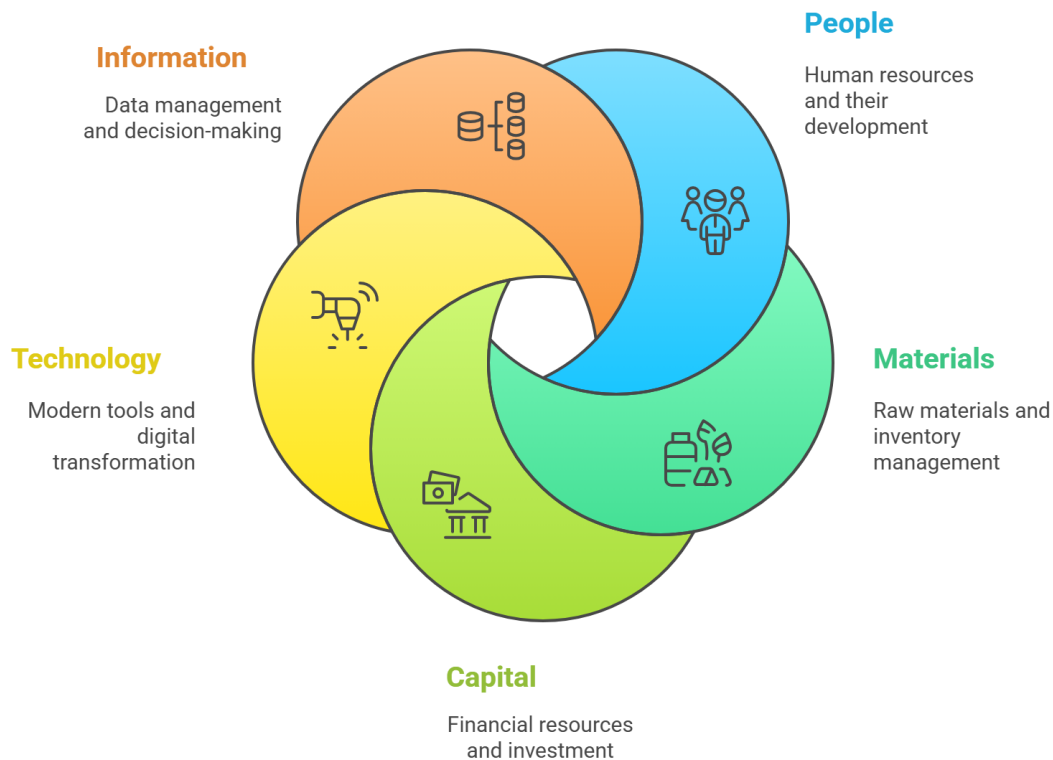 People
Human resources
and their
development
Information
Data management
and decision-making
Technology
Modern tools and
digital
transformation
Materials
Raw materials and
inventory
management
Capital
Financial resources
and investment